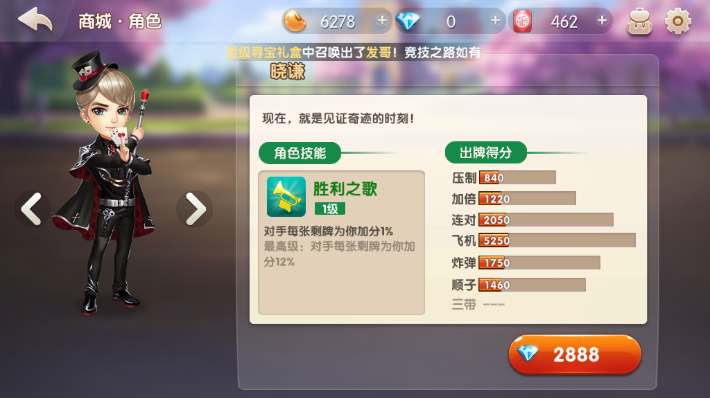 商城·角色
6278
0
462
超级寻宝礼盒中召唤出了发哥！竞技之路如有
晓谦
现在，就是见证奇迹的时刻！
角色技能
胜利之歌
1级
对手每张剩牌为你加分1%
最高级：对手每张剩牌为你加
分12%
出牌得分
压制 840
加倍 1220
连对 2050
飞机 5250
炸弹 1750
顺子 1460
三带 ---
2888